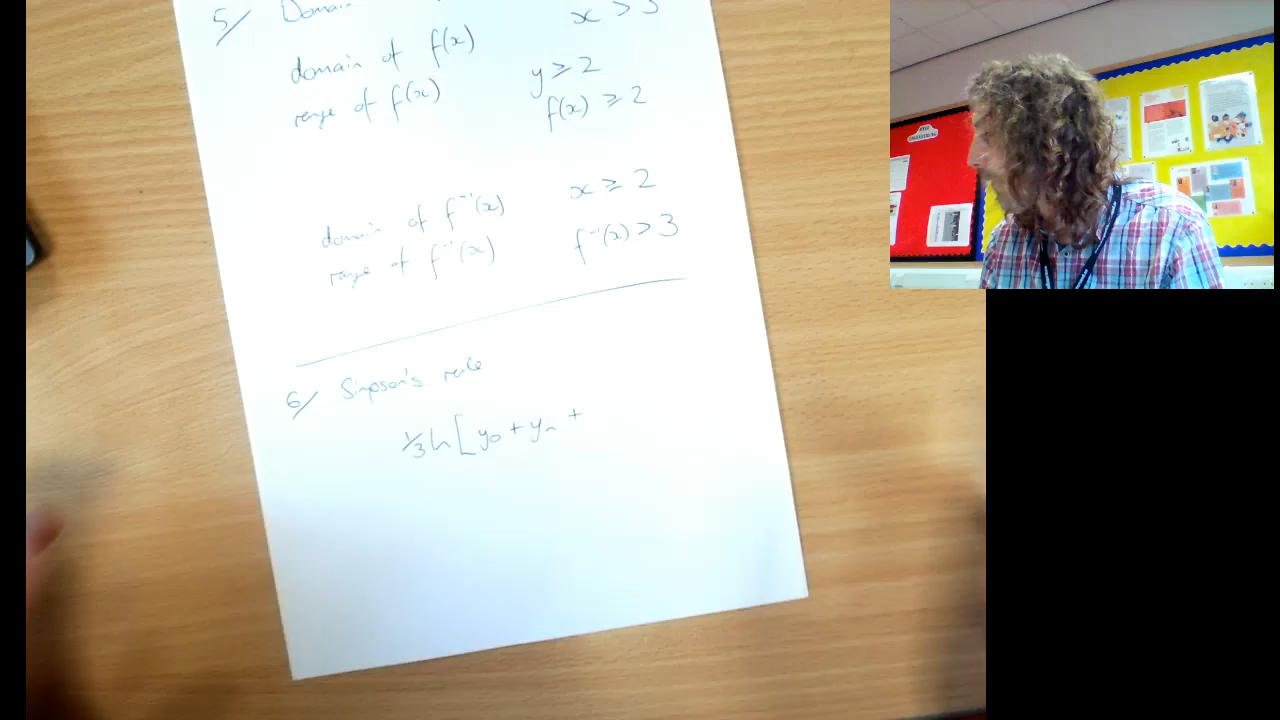 5/ Domain x > 3
domain of f(x)
range of f(x) y ≥ 2
f(x) ≥ 2
domain of f⁻¹(x) x ≥ 2
range of f⁻¹(x) f⁻¹(x) > 3
6/ Simpson's rule
⅓h[y₀ + yₙ +